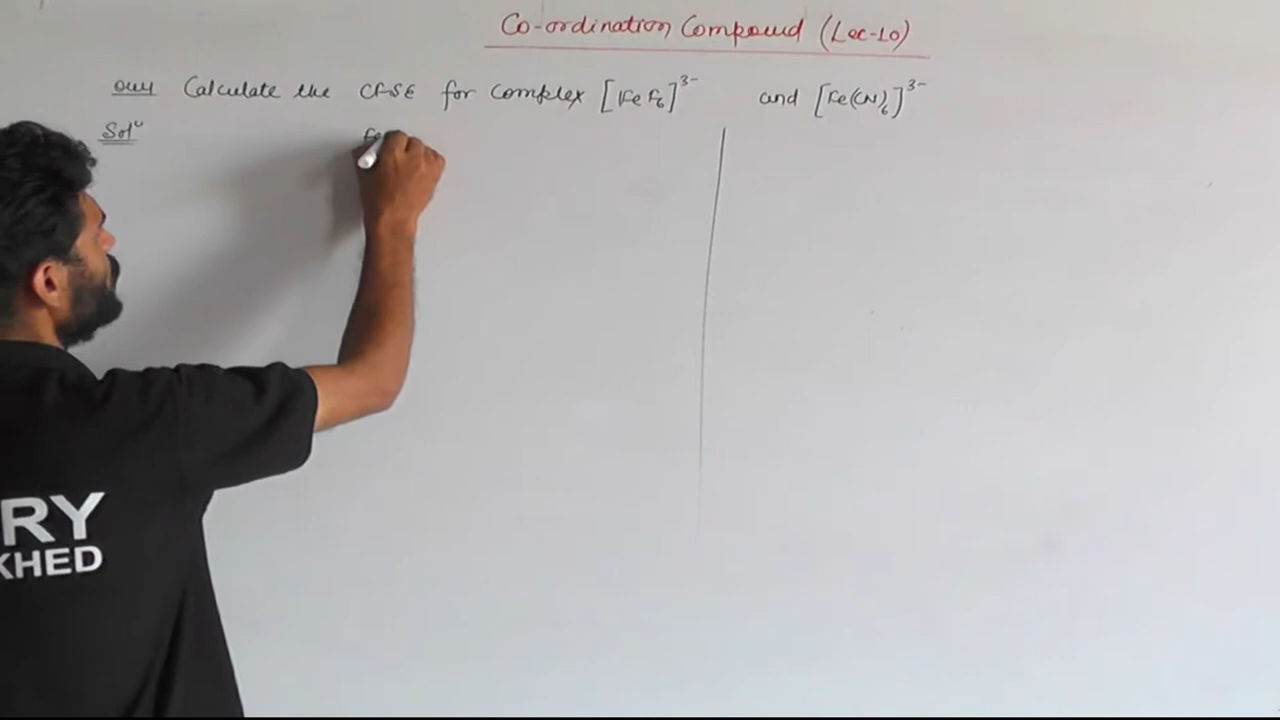 Co-ordination Compound (Lec-10)
Calculate the CFSE for complex [FeF₆]³⁻ and [Fe(CN)₆]³⁻
Solⁿ
Fe
RY
KHED